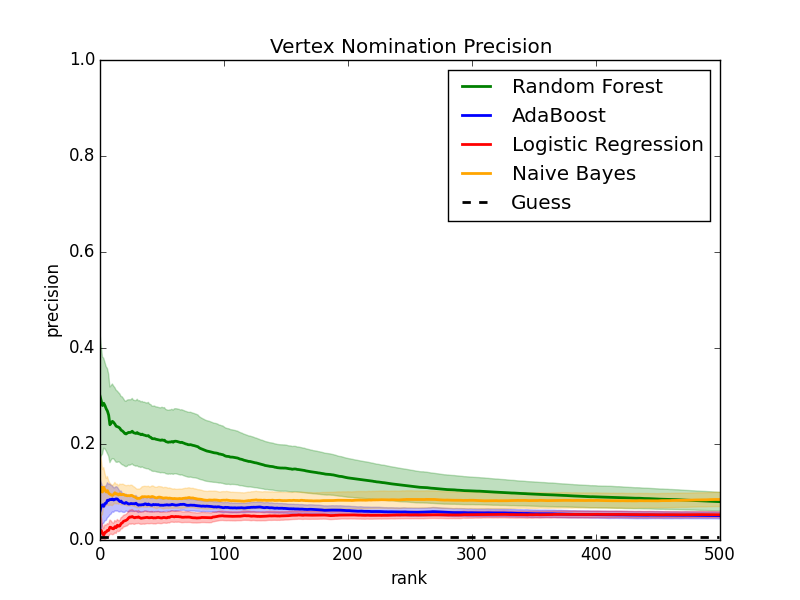 Vertex Nomination Precision
1.0
0.8
0.6
0.4
0.2
0.0
precision
Random Forest
AdaBoost
Logistic Regression
Naive Bayes
Guess
0 100 200 300 400 500
rank